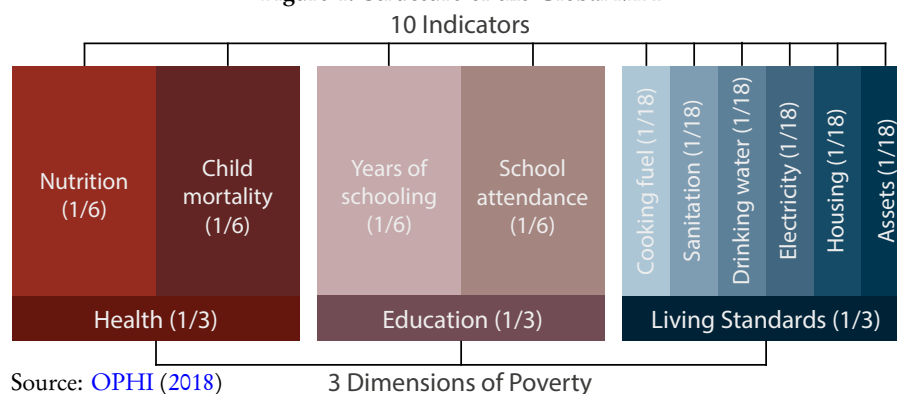 10 Indicators
Nutrition
(1/6)
Child
mortality
(1/6)
Years of
schooling
(1/6)
School
attendance
(1/6)
Cooking fuel (1/18)
Sanitation (1/18)
Drinking water (1/18)
Electricity (1/18)
Housing (1/18)
Assets (1/18)
Health (1/3)
Education (1/3)
Living Standards (1/3)
3 Dimensions of Poverty
Source: OPHI (2018)